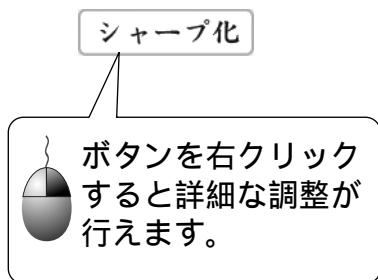 シャープ化
ボタンを右クリック
すると詳細な調整が
行えます。